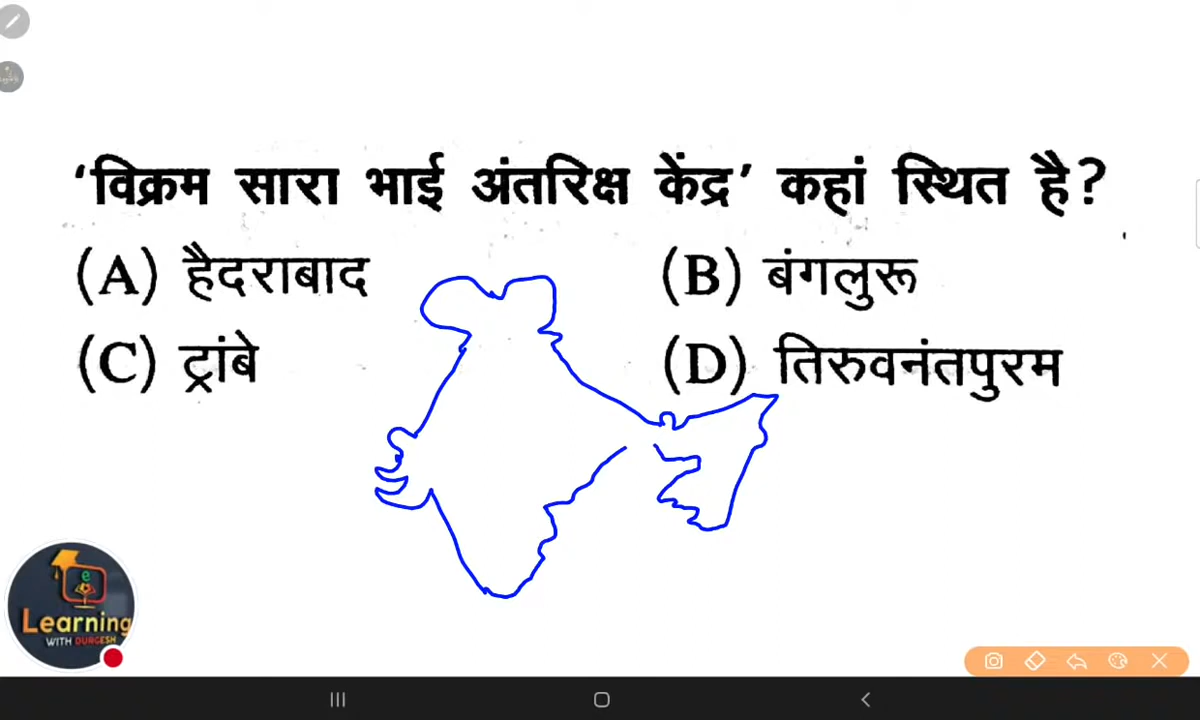 ‘विक्रम सारा भाई अंतरिक्ष केंद्र’ कहां स्थित है?
(A) हैदराबाद (B) बंगलुरू
(C) ट्रांबे (D) तिरुवनंतपुरम
e
Learning
WITH DURGESH